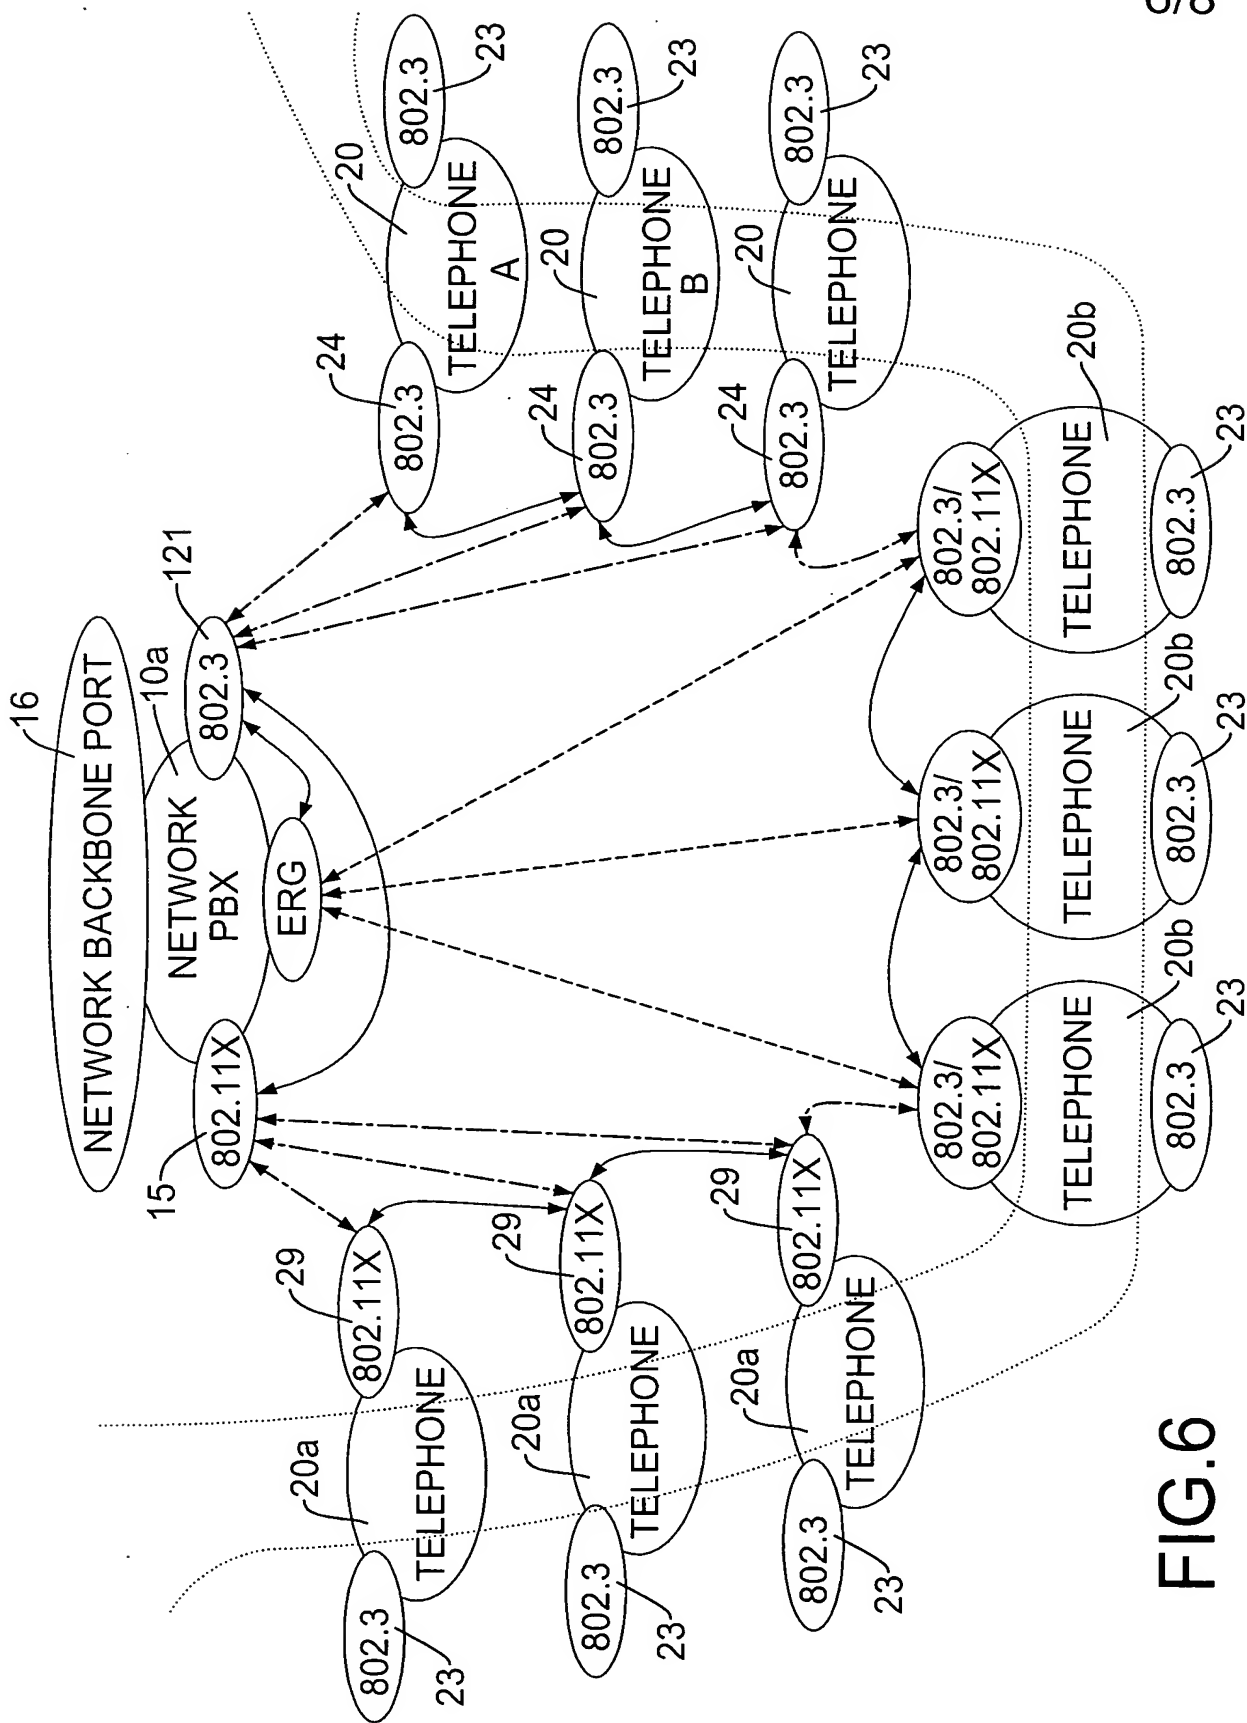 16
NETWORK BACKBONE PORT
10a
NETWORK
PBX
15
802.11X
802.3
121
ERG
29
802.11X
20a
TELEPHONE
802.3
23
29
802.11X
20a
TELEPHONE
802.3
23
29
802.11X
20a
TELEPHONE
802.3
23
24
802.3
20
TELEPHONE
A
802.3
23
24
802.3
20
TELEPHONE
B
802.3
23
24
802.3
20
TELEPHONE
802.3
23
802.3/
802.11X
TELEPHONE
20b
802.3
23
802.3/
802.11X
TELEPHONE
20b
802.3
23
802.3/
802.11X
TELEPHONE
20b
802.3
23
FIG.6